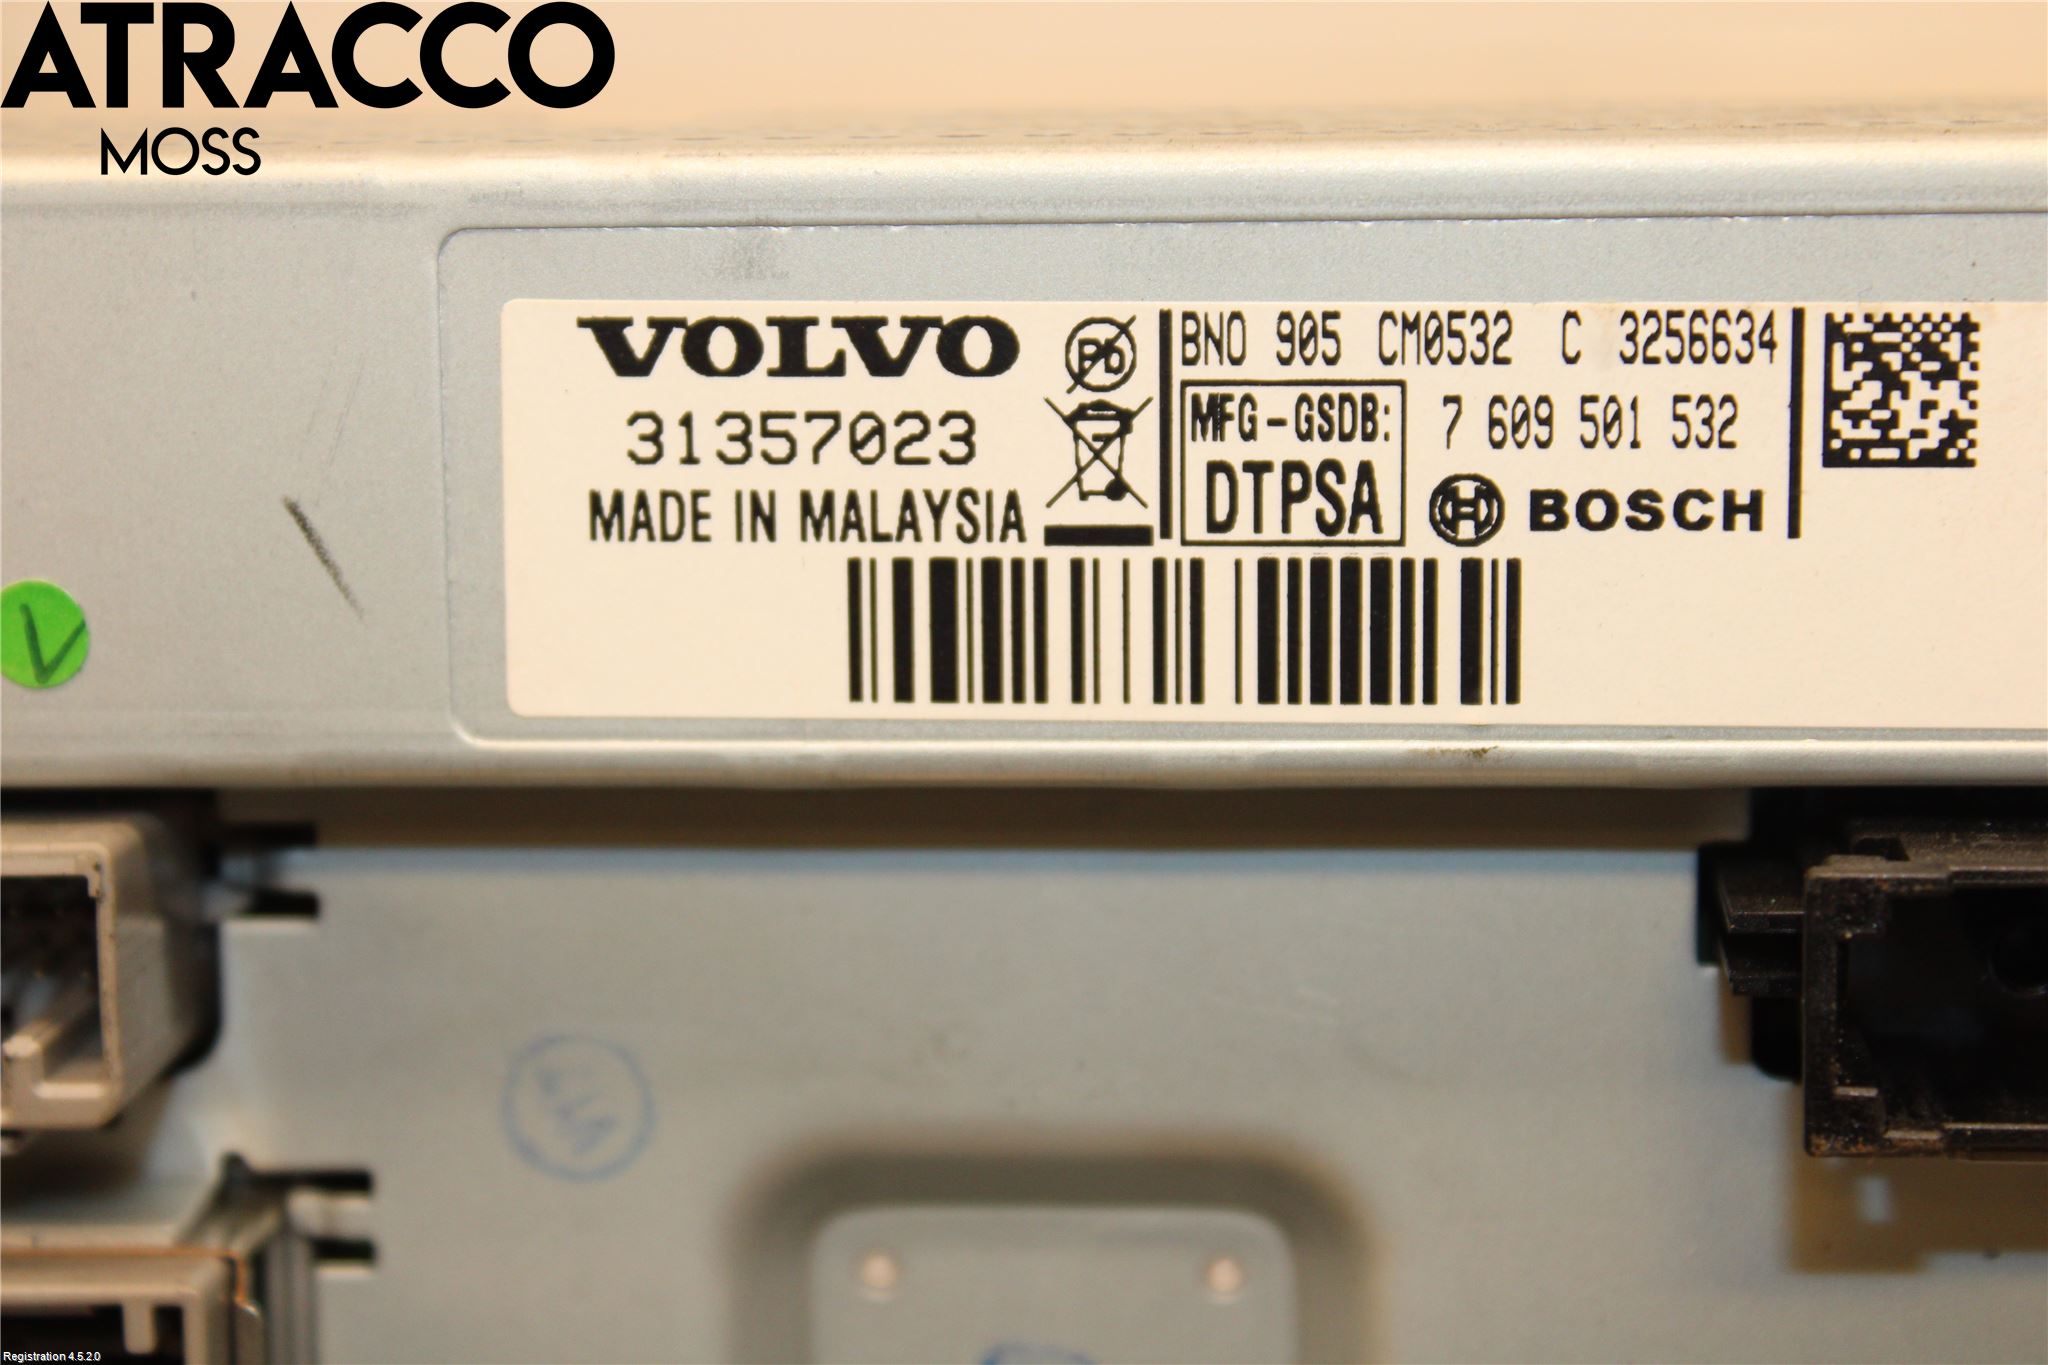 ATRACCO
MOSS
VOLVO
31357023
MADE IN MALAYSIA
Pb
BNO 905 CM0532 C 3256634
MFG-GSDB:
DTPSA
7 609 501 532
BOSCH
Registration 4.5.2.0